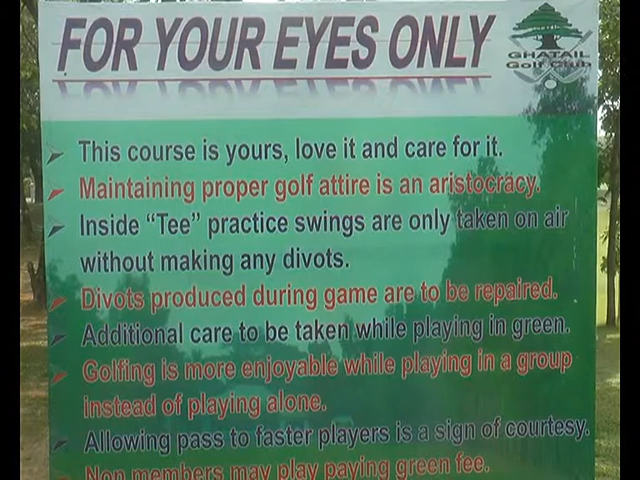 FOR YOUR EYES ONLY
GHATAIL
Golf Club
This course is yours, love it and care for it.
Maintaining proper golf attire is an aristocracy.
Inside “Tee” practice swings are only taken on air
without making any divots.
Divots produced during game are to be repaired.
Additional care to be taken while playing in green.
Golfing is more enjoyable while playing in a group
instead of playing alone.
Allowing pass to faster players is a sign of courtesy.
Non members may play paying green fee.